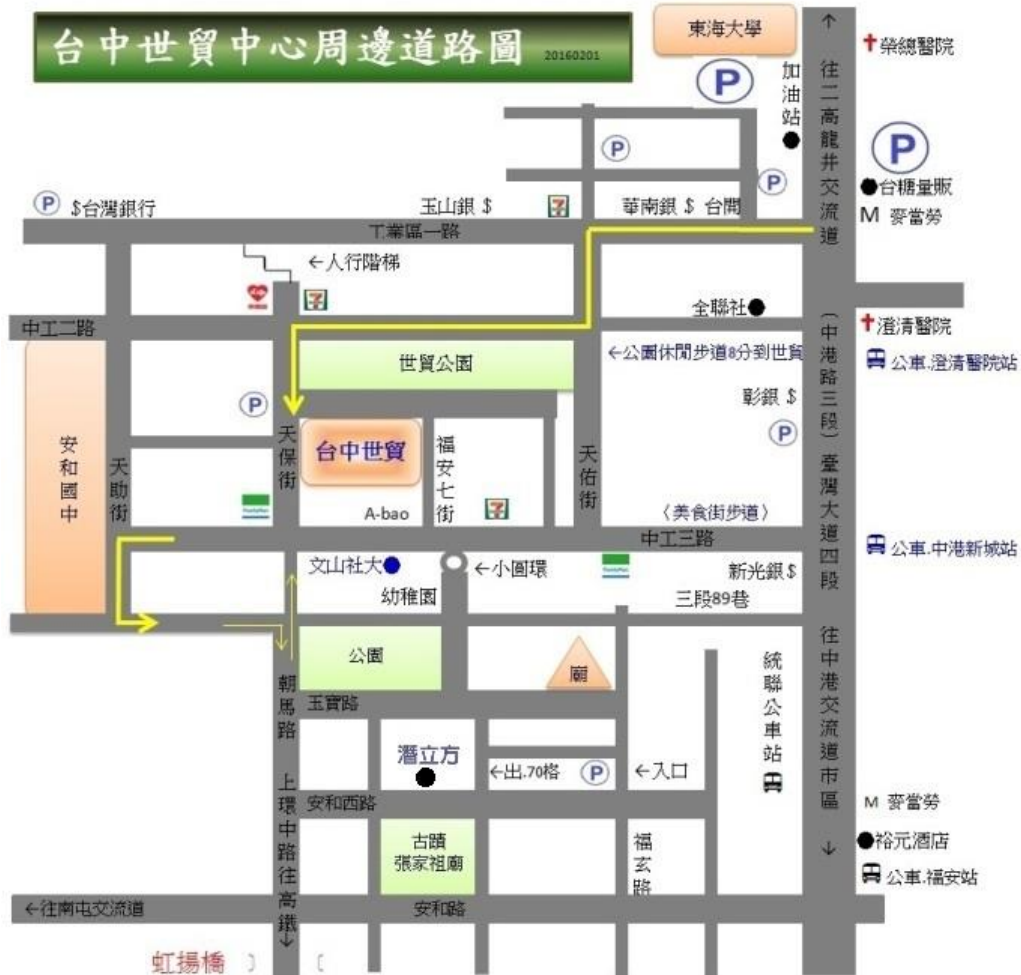 台中世貿中心周邊道路圖 20160201
東海大學
榮總醫院
P
加油站
往二高龍井交流道
P
P
P
台糖量販
P
$台灣銀行
玉山銀 $
7
華南銀 $ 台開
M 麥當勞
工業區一路
←人行階梯
7
全聯社
中工二路
(中港路三段)臺灣大道四段
澄清醫院
世貿公園
←公園休閒步道8分到世貿
公車.澄清醫院站
彰銀 $
P
P
安和國中
天助街
天保街
台中世貿
福安七街
天佑街
FamilyMart
A-bao
7
〈美食街步道〉
中工三路
公車.中港新城站
文山社大
←小圓環
FamilyMart
新光銀$
幼稚園
三段89巷
公園
廟
往中港交流道市區
統聯公車站
朝馬路
玉寶路
潛立方
←出.70格
P
←入口
上環中路往高鐵↓
安和西路
M 麥當勞
古蹟
張家祖廟
福玄路
裕元酒店
公車.福安站
←往南屯交流道
安和路
虹揚橋 〕 〔